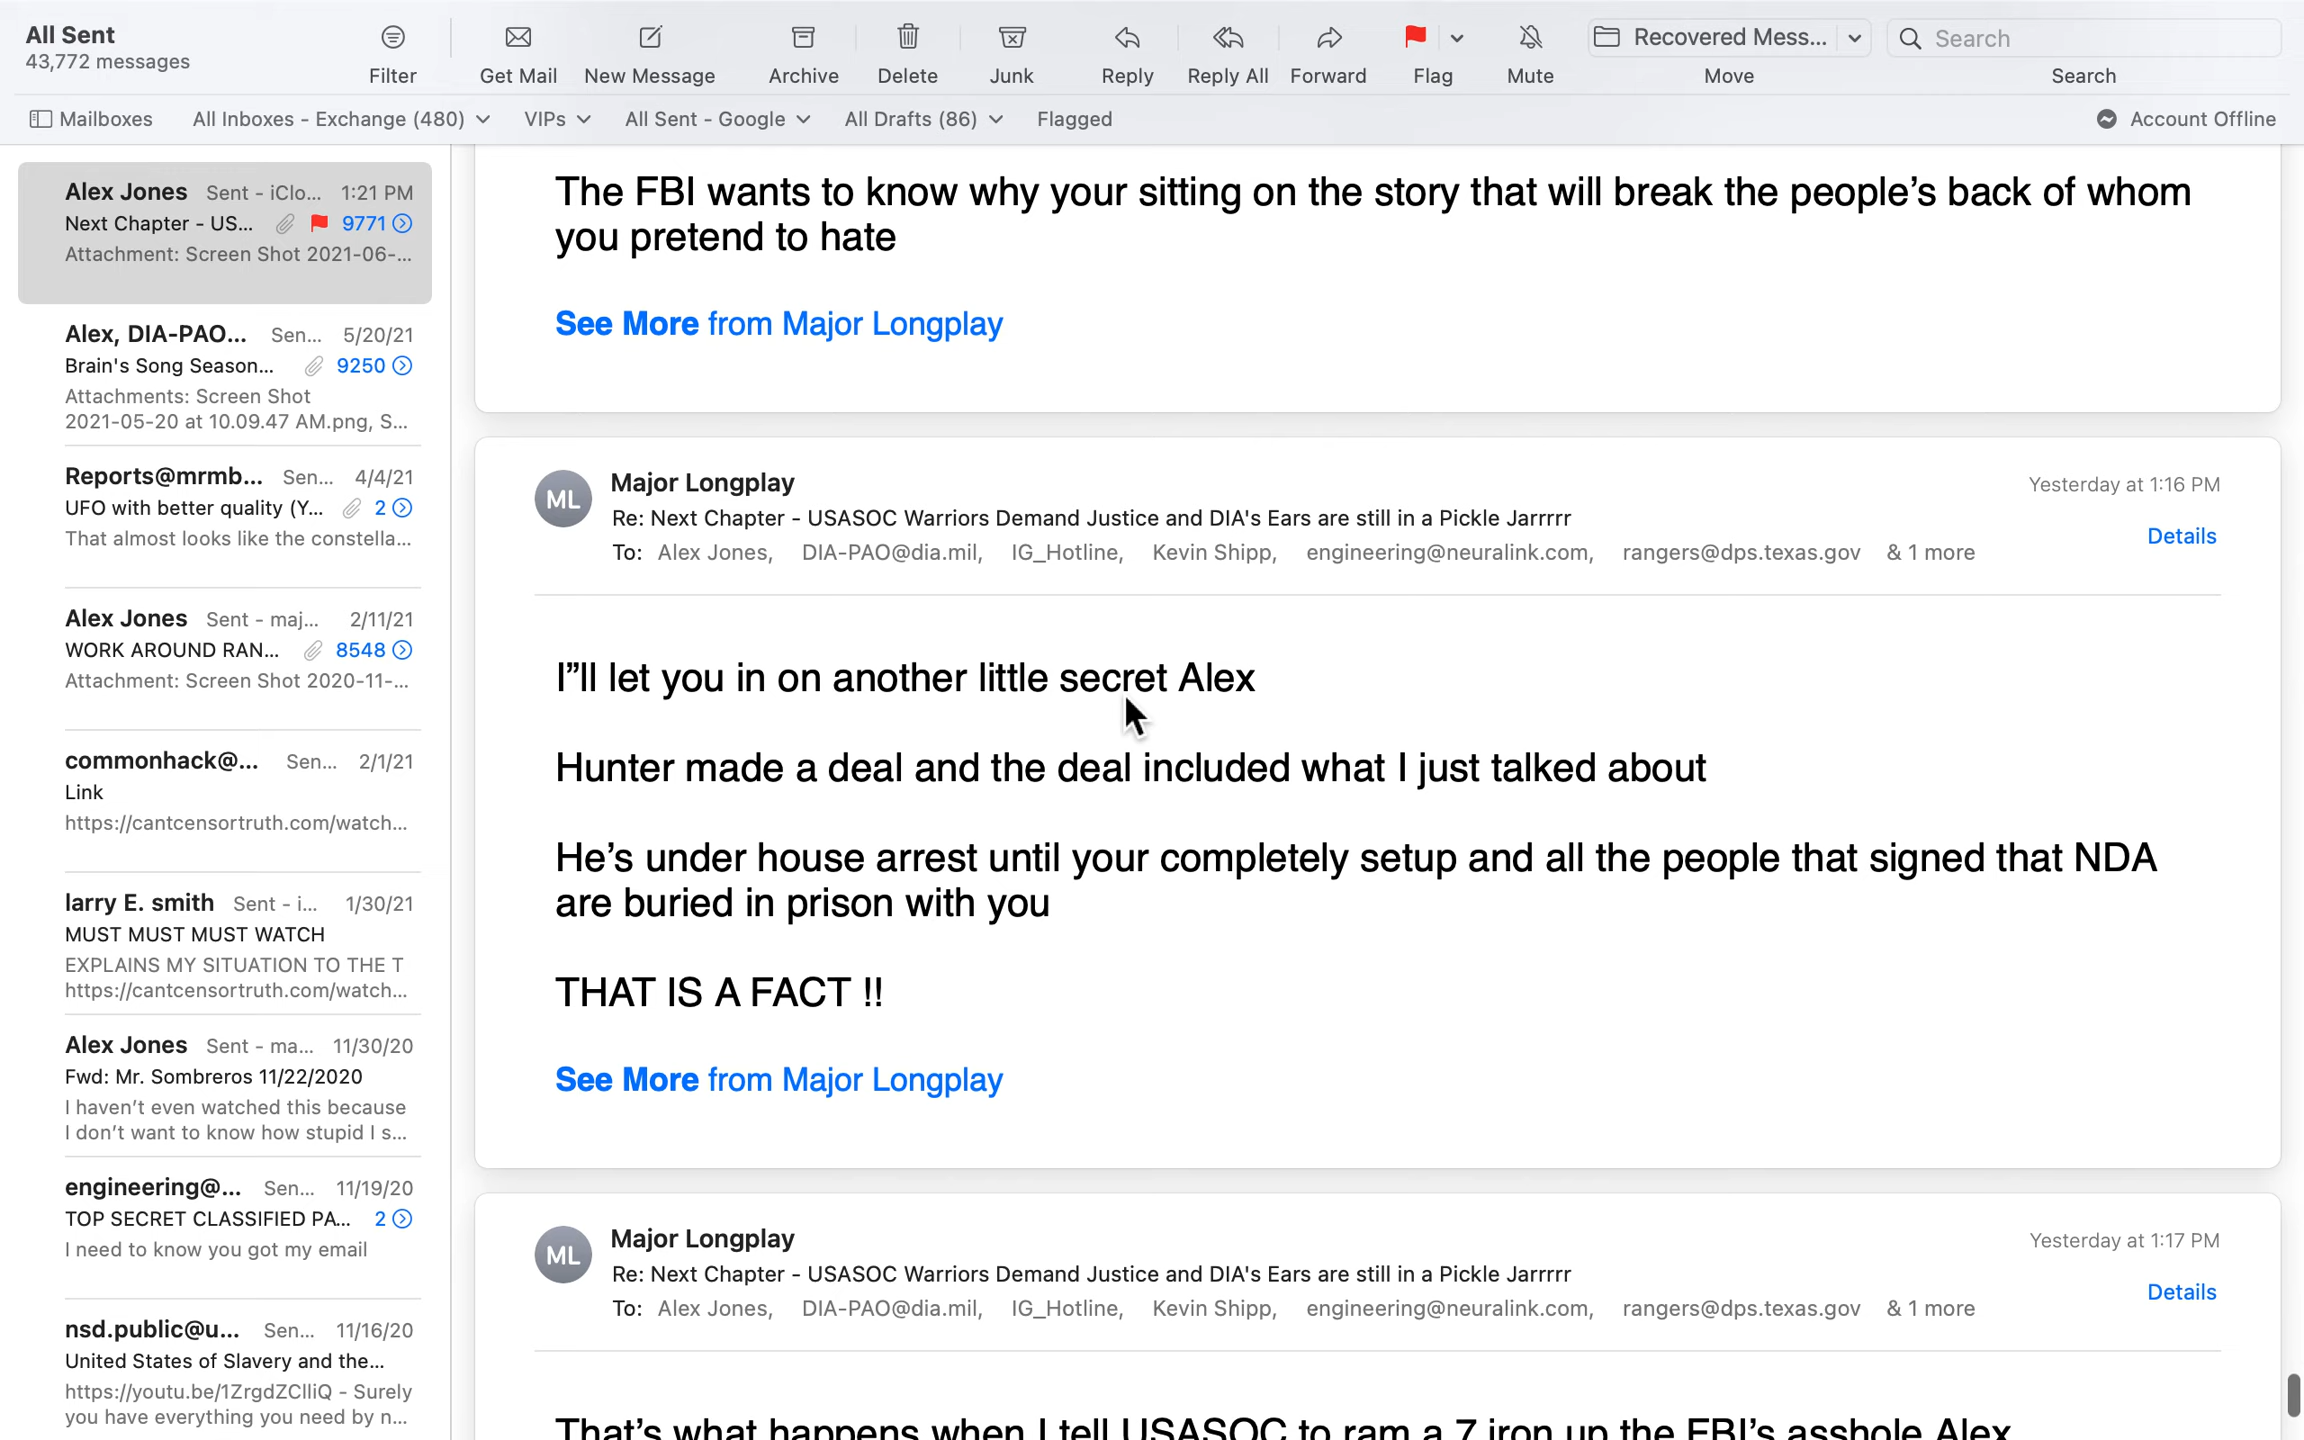 All Sent
43,772 messages
Filter
Get Mail
New Message
Archive
Delete
Junk
Reply
Reply All
Forward
Flag
Mute
Recovered Mess...
Move
Search
Search
Mailboxes
All Inboxes - Exchange (480)
VIPs
All Sent - Google
All Drafts (86)
Flagged
Account Offline
Alex Jones Sent - iClo... 1:21 PM
Next Chapter - US... 9771
Attachment: Screen Shot 2021-06-...
Alex, DIA-PAO... Sen... 5/20/21
Brain's Song Season... 9250
Attachments: Screen Shot
2021-05-20 at 10.09.47 AM.png, S...
Reports@mrmb... Sen... 4/4/21
UFO with better quality (Y... 2
That almost looks like the constella...
Alex Jones Sent - maj... 2/11/21
WORK AROUND RAN... 8548
Attachment: Screen Shot 2020-11-...
commonhack@... Sen... 2/1/21
Link
https://cantcensortruth.com/watch...
larry E. smith Sent - i... 1/30/21
MUST MUST MUST WATCH
EXPLAINS MY SITUATION TO THE T
https://cantcensortruth.com/watch...
Alex Jones Sent - ma... 11/30/20
Fwd: Mr. Sombreros 11/22/2020
I haven't even watched this because
I don't want to know how stupid I s...
engineering@... Sen... 11/19/20
TOP SECRET CLASSIFIED PA... 2
I need to know you got my email
nsd.public@u... Sen... 11/16/20
United States of Slavery and the...
https://youtu.be/1ZrgdZClliQ - Surely
you have everything you need by n...
The FBI wants to know why your sitting on the story that will break the people's back of whom
you pretend to hate
See More from Major Longplay
ML
Major Longplay
Yesterday at 1:16 PM
Re: Next Chapter - USASOC Warriors Demand Justice and DIA's Ears are still in a Pickle Jarrrrr
Details
To: Alex Jones, DIA-PAO@dia.mil, IG_Hotline, Kevin Shipp, engineering@neuralink.com, rangers@dps.texas.gov & 1 more
I”ll let you in on another little secret Alex
Hunter made a deal and the deal included what I just talked about
He's under house arrest until your completely setup and all the people that signed that NDA
are buried in prison with you
THAT IS A FACT !!
See More from Major Longplay
ML
Major Longplay
Yesterday at 1:17 PM
Re: Next Chapter - USASOC Warriors Demand Justice and DIA's Ears are still in a Pickle Jarrrrr
Details
To: Alex Jones, DIA-PAO@dia.mil, IG_Hotline, Kevin Shipp, engineering@neuralink.com, rangers@dps.texas.gov & 1 more
That's what happens when I tell USASOC to ram a 7 iron up the FBI's asshole Alex